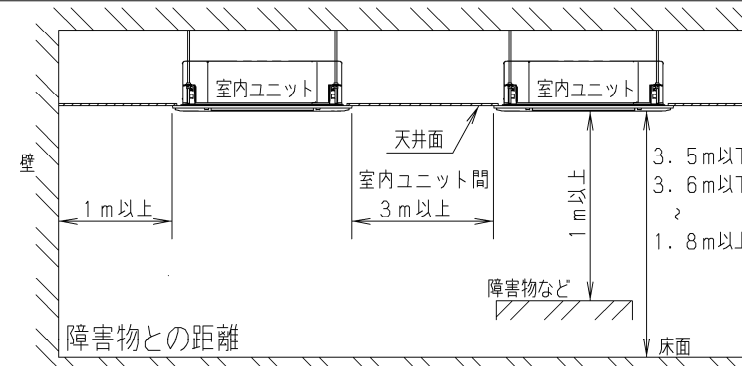 室内ユニット
室内ユニット
天井面
壁
室内ユニット間
1m以上
3m以上
1m以上
3.5m以下
3.6m以下
~
1.8m以上
障害物など
障害物との距離
床面